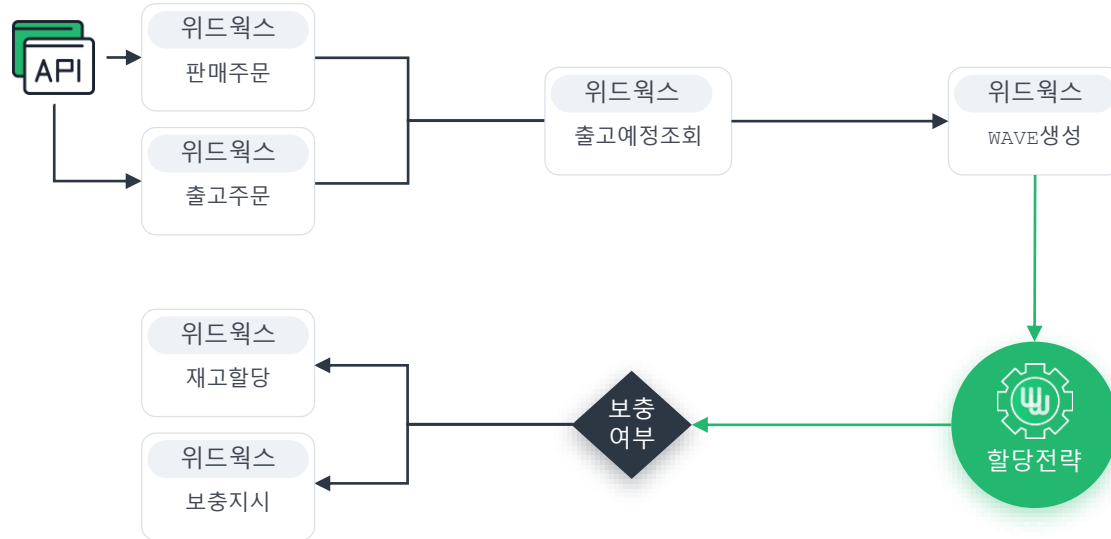 API
위드웍스
판매주문
위드웍스
출고주문
위드웍스
출고예정조회
위드웍스
WAVE생성
할당전략
보충
여부
위드웍스
재고할당
위드웍스
보충지시